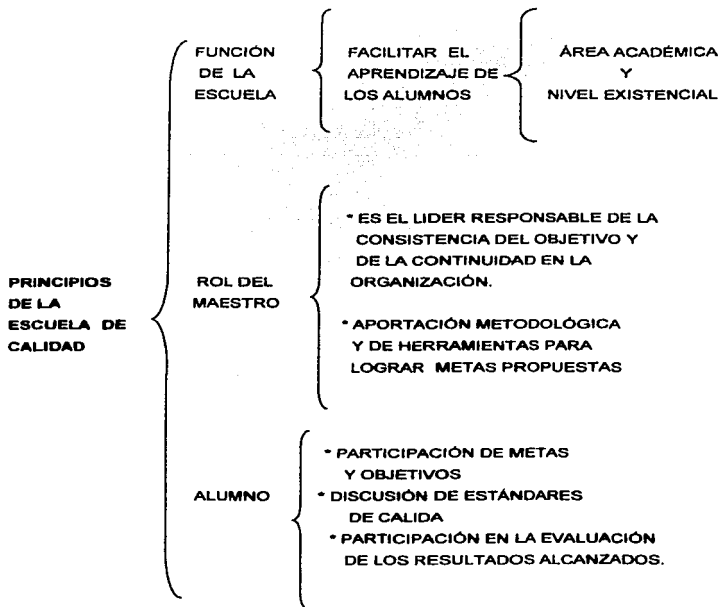 FUNCIÓN
DE LA
ESCUELA
FACILITAR EL
APRENDIZAJE DE
LOS ALUMNOS
ÁREA ACADÉMICA
Y
NIVEL EXISTENCIAL
PRINCIPIOS
DE LA
ESCUELA DE
CALIDAD
ROL DEL
MAESTRO
* ES EL LIDER RESPONSABLE DE LA
CONSISTENCIA DEL OBJETIVO Y
DE LA CONTINUIDAD EN LA
ORGANIZACIÓN.
* APORTACIÓN METODOLÓGICA
Y DE HERRAMIENTAS PARA
LOGRAR METAS PROPUESTAS
ALUMNO
* PARTICIPACIÓN DE METAS
Y OBJETIVOS
* DISCUSIÓN DE ESTÁNDARES
DE CALIDA
* PARTICIPACIÓN EN LA EVALUACIÓN
DE LOS RESULTADOS ALCANZADOS.